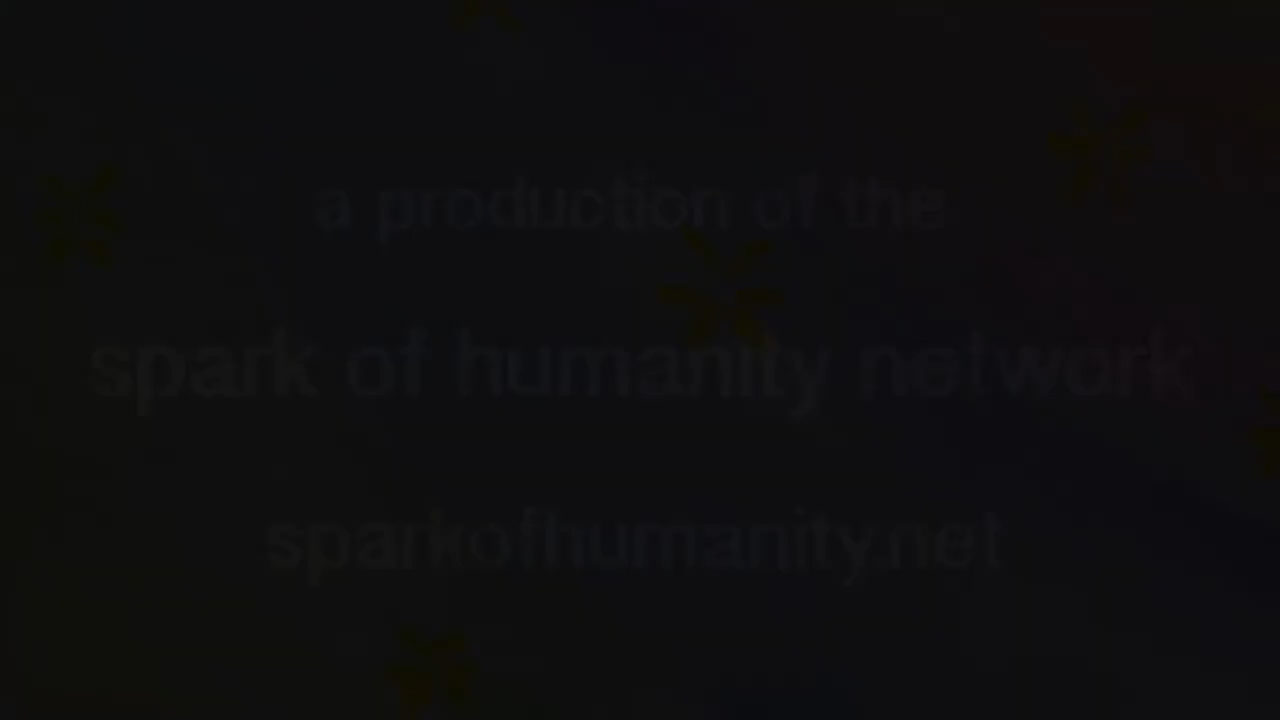 a production of the
spark of humanity network
sparkofhumanity.net